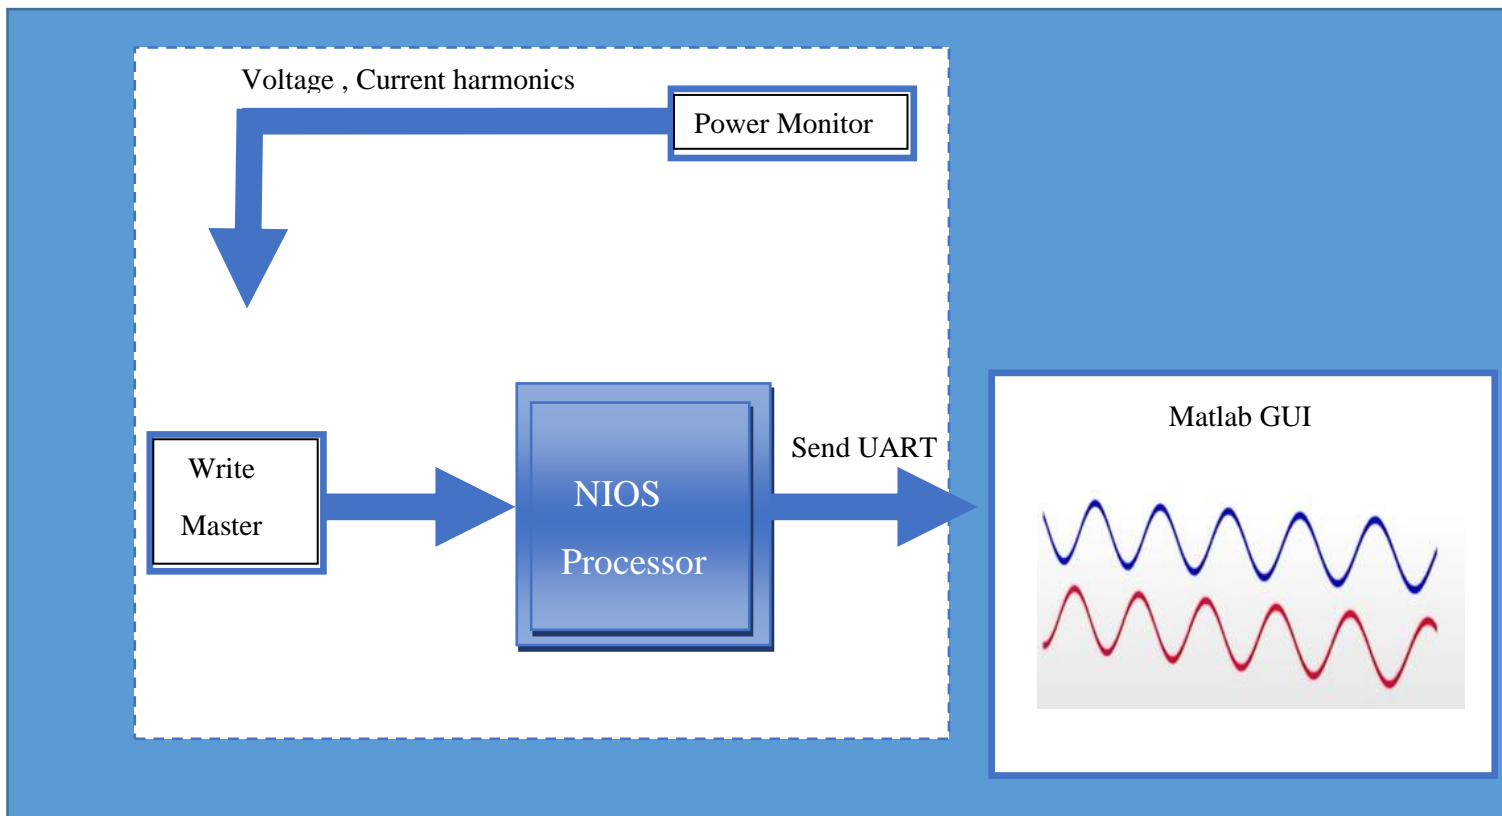 Voltage , Current harmonics
Power Monitor
Write
Master
NIOS
Processor
Send UART
Matlab GUI